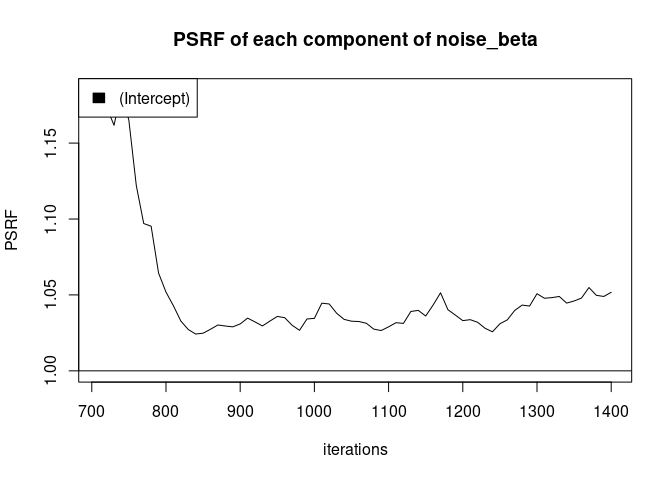 PSRF of each component of noise_beta
(Intercept)
PSRF
1.15
1.10
1.05
1.00
700 800 900 1000 1100 1200 1300 1400
iterations